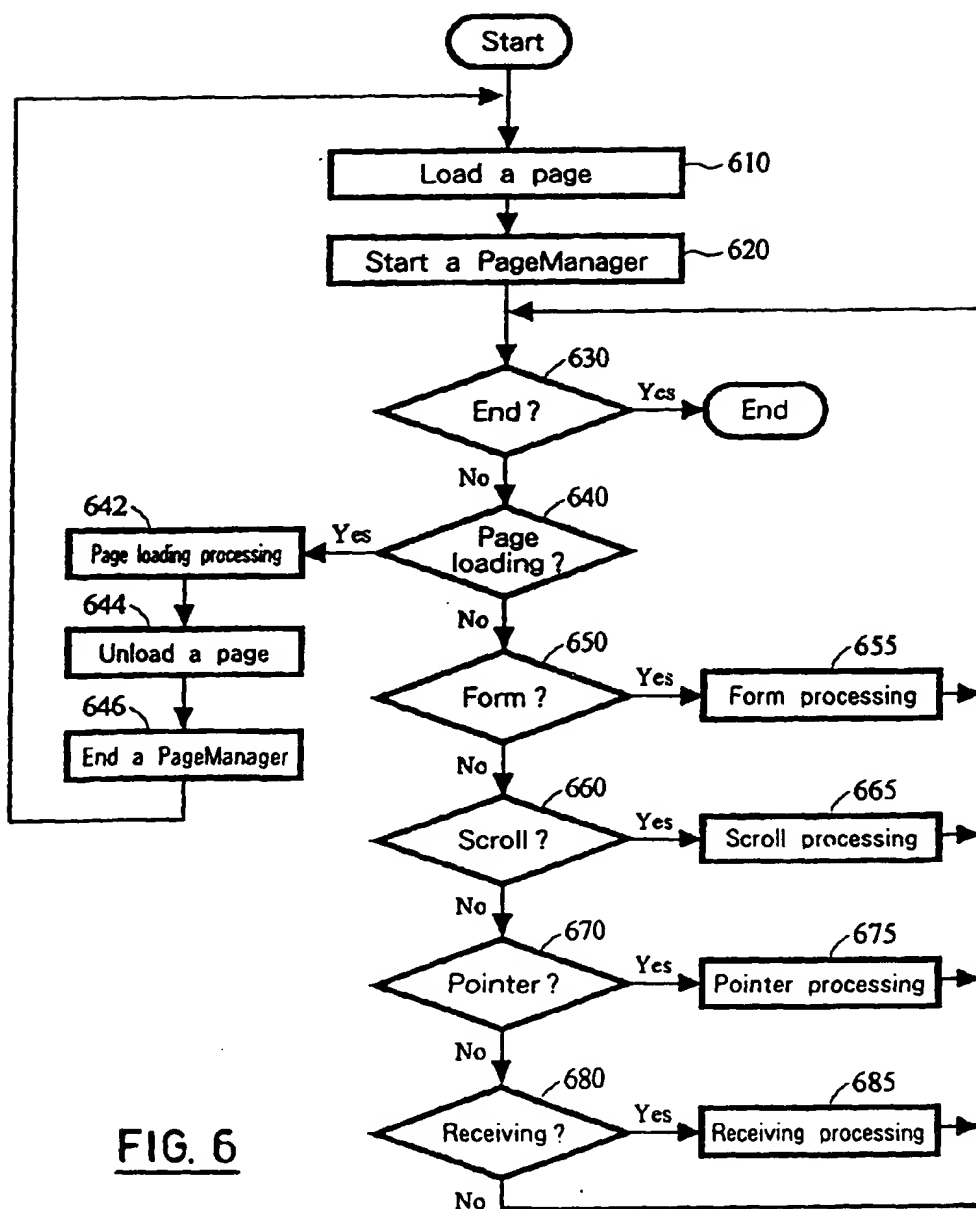 Start
Load a page
610
Start a PageManager
620
630
End ?
Yes
End
No
640
Page
loading ?
Yes
642
Page loading processing
644
Unload a page
646
End a PageManager
No
650
Form ?
Yes
655
Form processing
No
660
Scroll ?
Yes
665
Scroll processing
No
670
Pointer ?
Yes
675
Pointer processing
No
680
Receiving ?
Yes
685
Receiving processing
No
FIG. 6